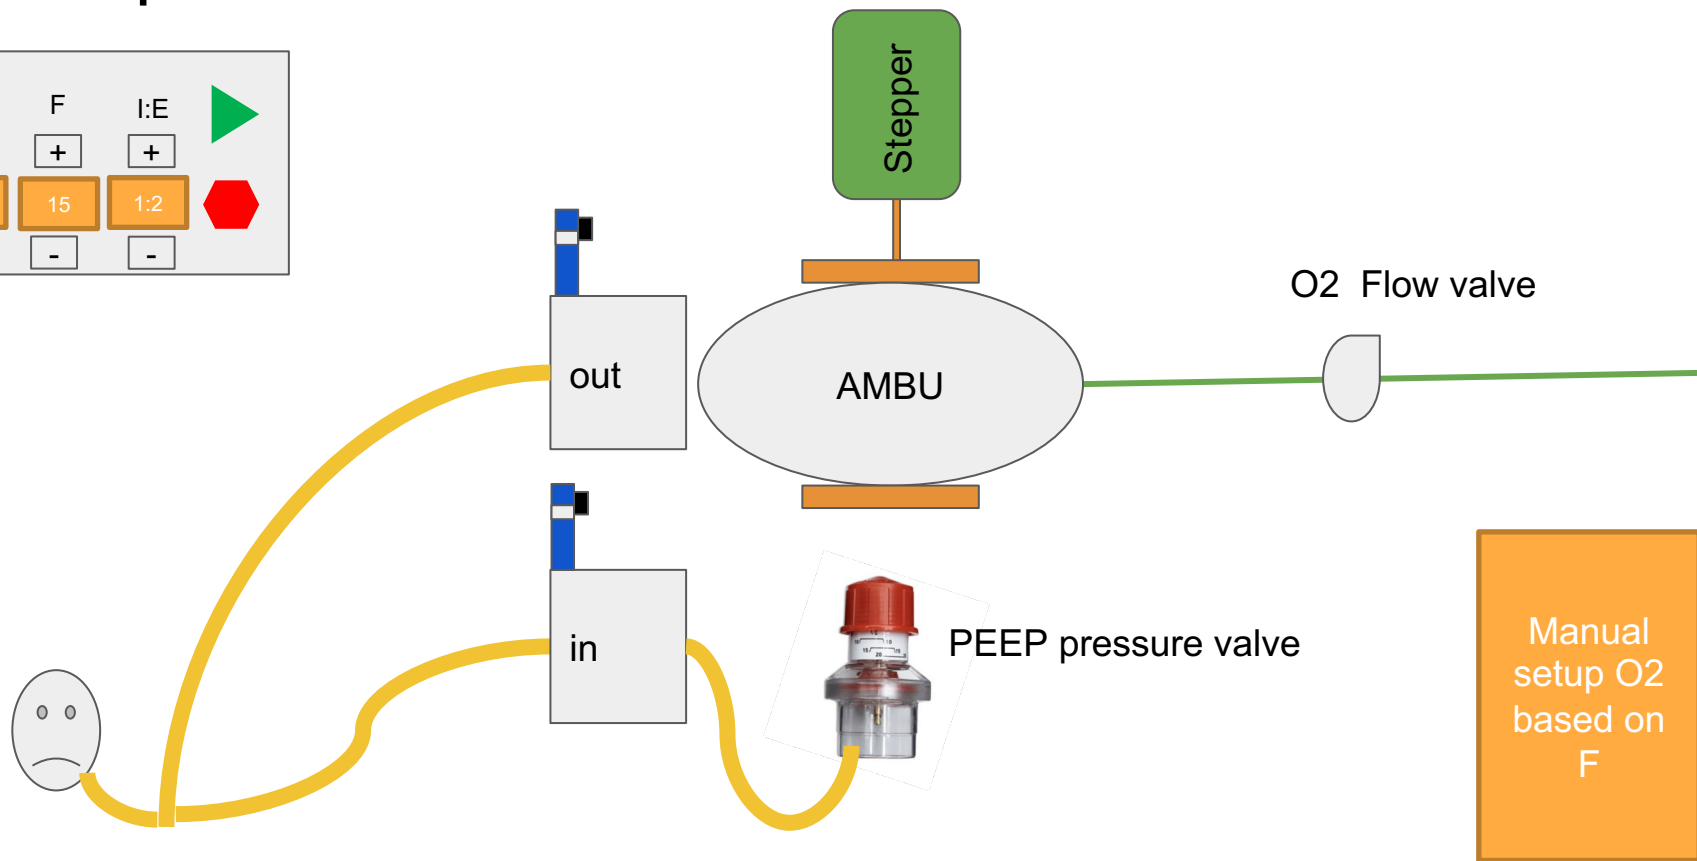 F
I:E
+
+
15
1:2
-
-
Stepper
O2  Flow valve
out
AMBU
in
PEEP pressure valve
Manual
setup O2
based on
F